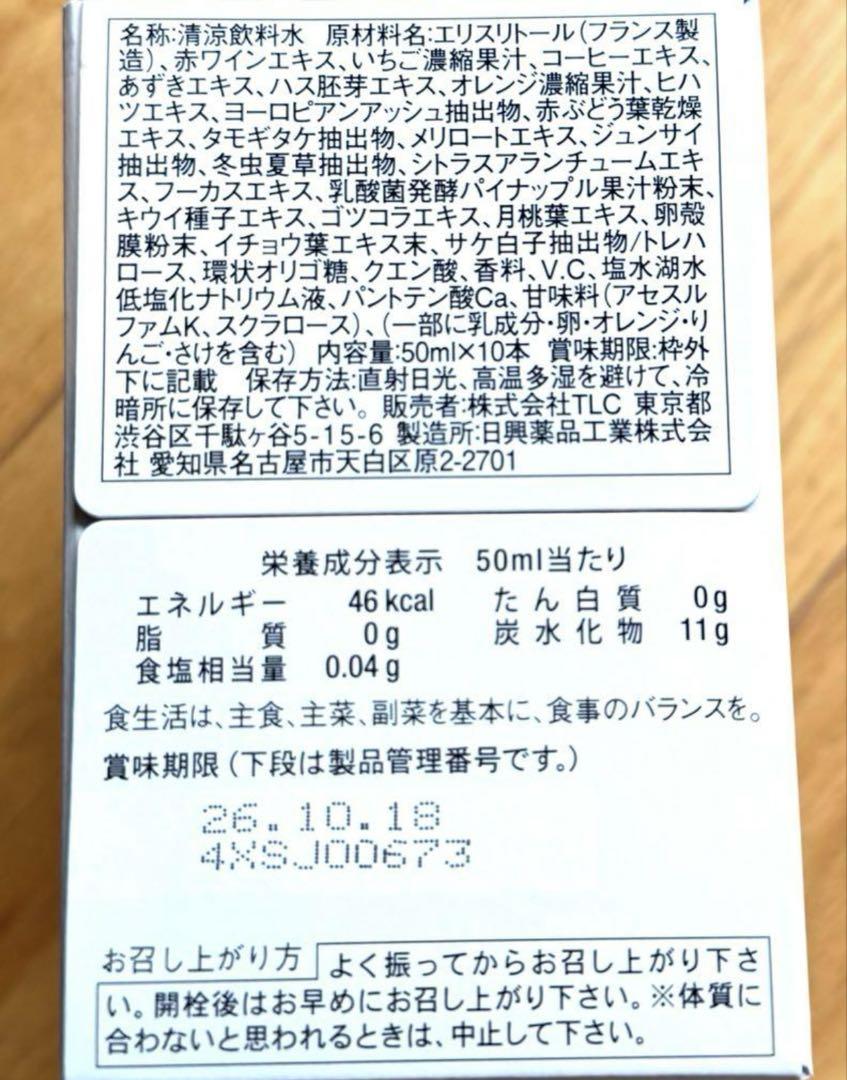 名称:清涼飲料水　原材料名:エリスリトール(フランス製
造)、赤ワインエキス、いちご濃縮果汁、コーヒーエキス、
あずきエキス、ハス胚芽エキス、オレンジ濃縮果汁、ヒハ
ツエキス、ヨーロピアンアッシュ抽出物、赤ぶどう葉乾燥
エキス、タモギタケ抽出物、メリロートエキス、ジュンサイ
抽出物、冬虫夏草抽出物、シトラスアランチュームエキ
ス、フーカスエキス、乳酸菌発酵パイナップル果汁粉末、
キウイ種子エキス、ゴツコラエキス、月桃葉エキス、卵殻
膜粉末、イチョウ葉エキス末、サケ白子抽出物/トレハ
ロース、環状オリゴ糖、クエン酸、香料、V.C、塩水湖水
低塩化ナトリウム液、パントテン酸Ca、甘味料(アセスル
ファムK、スクラロース)、(一部に乳成分・卵・オレンジ・り
んご・さけを含む)　内容量:50ml×10本　賞味期限:枠外
下に記載　保存方法:直射日光、高温多湿を避けて、冷
暗所に保存して下さい。販売者:株式会社TLC 東京都
渋谷区千駄ヶ谷5-15-6 製造所:日興薬品工業株式会
社 愛知県名古屋市天白区原2-2701
栄養成分表示　50ml当たり
エネルギー　46kcal　たん白質　0g
脂質　0g　炭水化物　11g
食塩相当量　0.04g
食生活は、主食、主菜、副菜を基本に、食事のバランスを。
賞味期限(下段は製品管理番号です。)
26.10.18
4XSJ00673
お召し上がり方　よく振ってからお召し上がり下さ
い。開栓後はお早めにお召し上がり下さい。※体質に
合わないと思われるときは、中止して下さい。